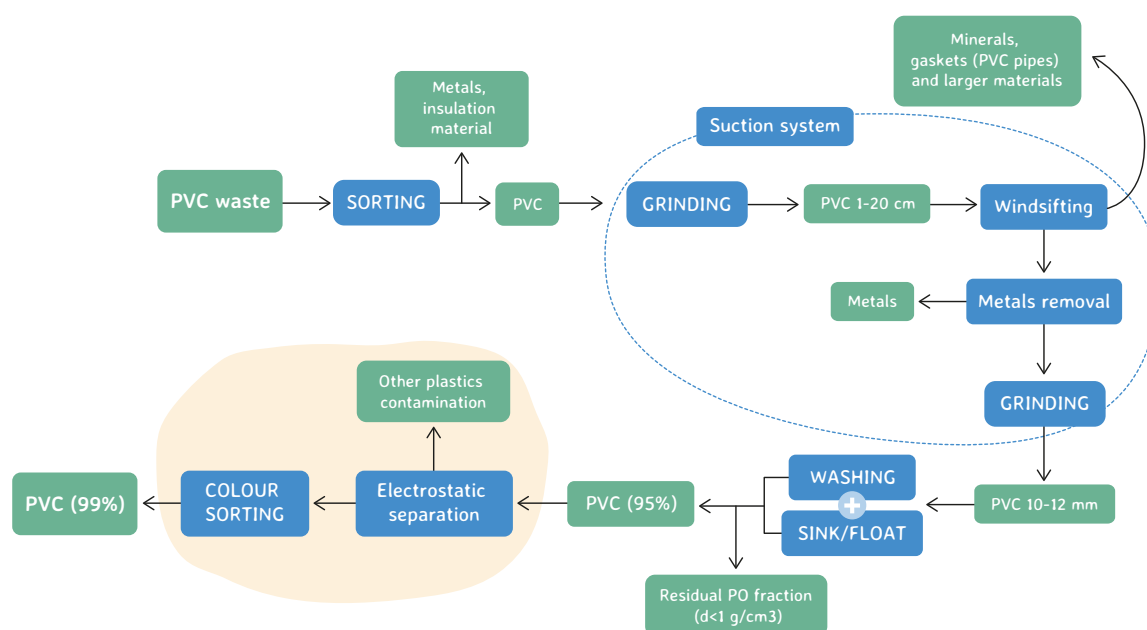 Minerals,
gaskets (PVC pipes)
and larger materials
Metals,
insulation
material
Suction system
PVC waste
SORTING
PVC
GRINDING
PVC 1-20 cm
Windsifting
Metals
Metals removal
GRINDING
Other plastics
contamination
PVC (99%)
COLOUR
SORTING
Electrostatic
separation
PVC (95%)
WASHING
+
SINK/FLOAT
PVC 10-12 mm
Residual PO fraction
(d<1 g/cm3)